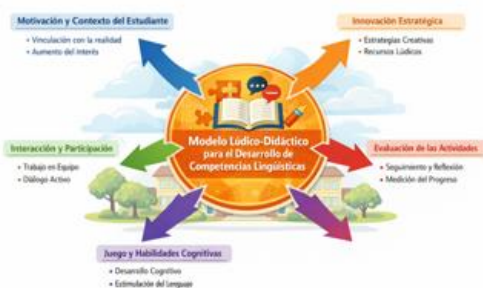 Motivación y Contexto del Estudiante
• Vinculación con la realidad
• Aumento del interés
Innovación Estratégica
• Estrategias Creativas
• Recursos Lúdicos
Modelo Lúdico-Didáctico
para el Desarrollo de
Competencias Lingüísticas
Interacción y Participación
• Trabajo en Equipo
• Diálogo Activo
Evaluación de las Actividades
• Seguimiento y Reflexión
• Medición del Progreso
Juego y Habilidades Cognitivas
• Desarrollo Cognitivo
• Estimulación del Lenguaje